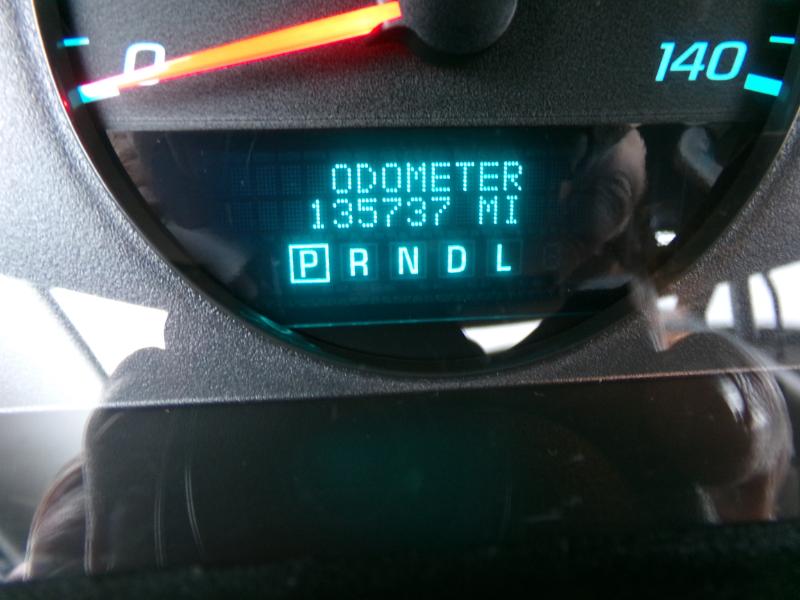 0 140
ODOMETER
135737 MI
P R N D L